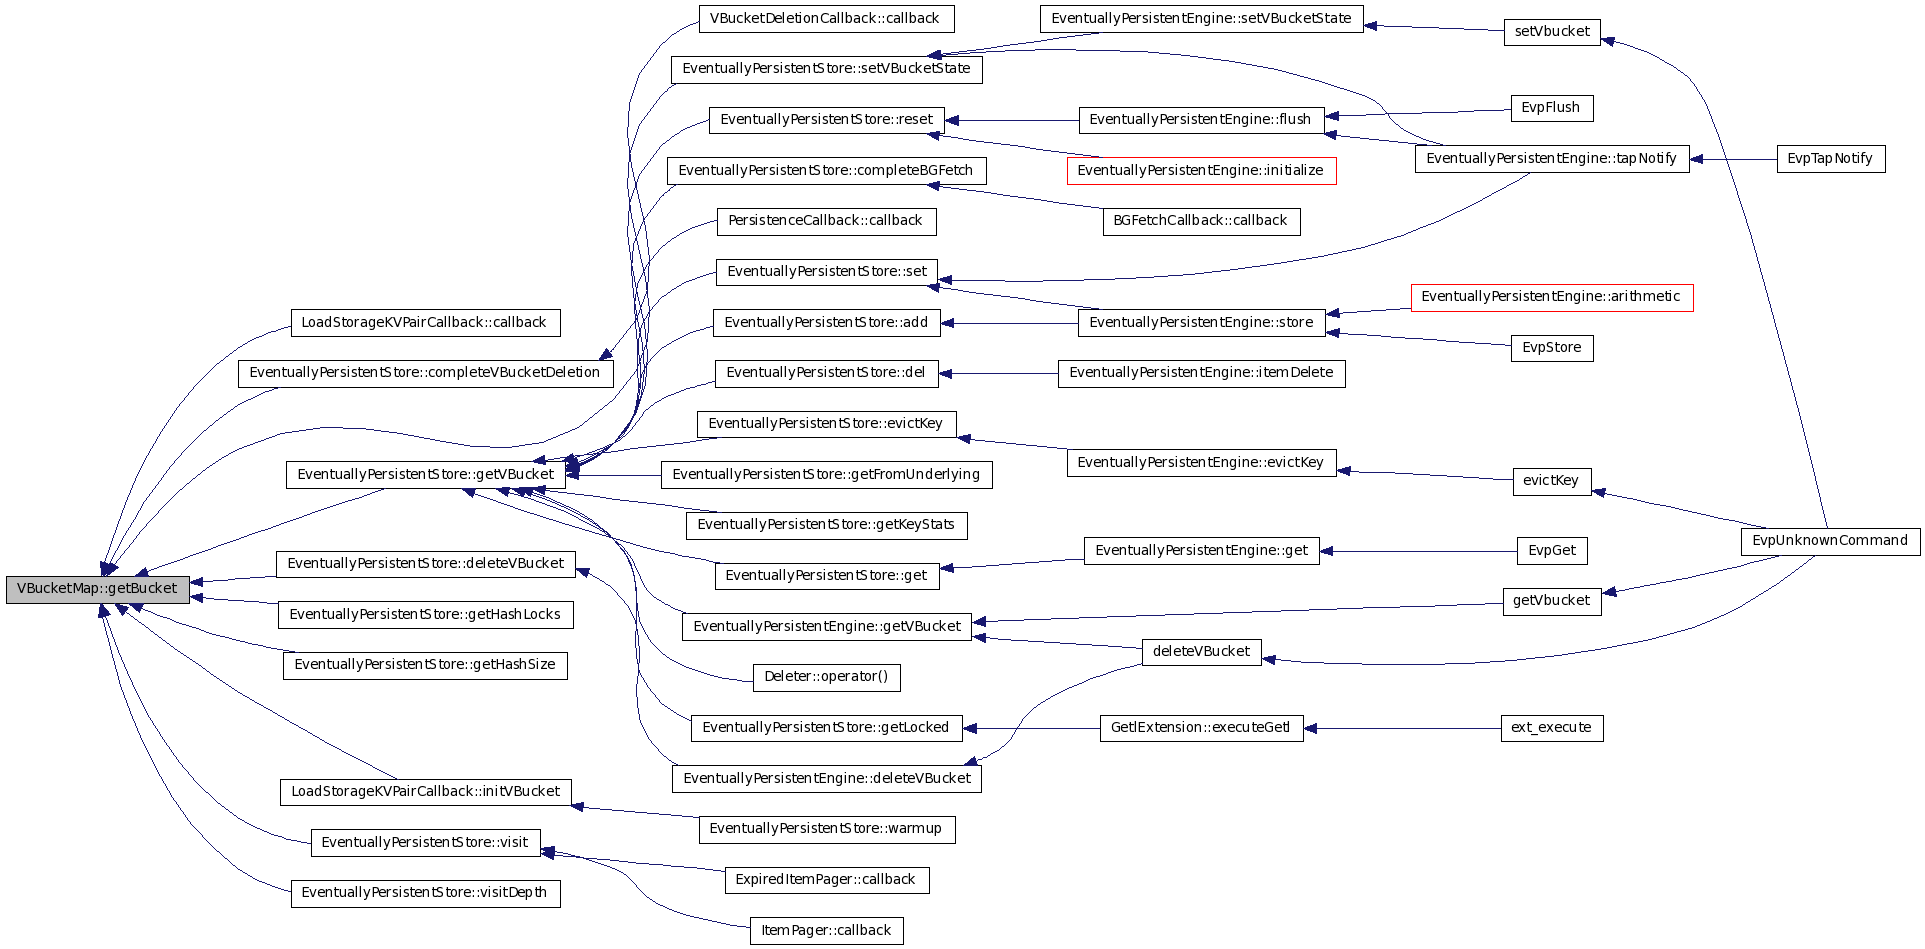 VBucketDeletionCallback::callback
EventuallyPersistentEngine::setVBucketState
setVbucket
EventuallyPersistentStore::setVBucketState
EvpFlush
EventuallyPersistentStore::reset
EventuallyPersistentEngine::flush
EventuallyPersistentEngine::tapNotify
EvpTapNotify
EventuallyPersistentStore::completeBGFetch
EventuallyPersistentEngine::initialize
PersistenceCallback::callback
BGFetchCallback::callback
EventuallyPersistentStore::set
EventuallyPersistentEngine::arithmetic
LoadStorageKVPairCallback::callback
EventuallyPersistentStore::add
EventuallyPersistentEngine::store
EvpStore
EventuallyPersistentStore::completeVBucketDeletion
EventuallyPersistentStore::del
EventuallyPersistentEngine::itemDelete
EventuallyPersistentStore::evictKey
EventuallyPersistentEngine::evictKey
EventuallyPersistentStore::getVBucket
EventuallyPersistentStore::getFromUnderlying
evictKey
EventuallyPersistentStore::getKeyStats
EvpUnknownCommand
EventuallyPersistentStore::deleteVBucket
EventuallyPersistentEngine::get
EvpGet
VBucketMap::getBucket
EventuallyPersistentStore::get
getVbucket
EventuallyPersistentStore::getHashLocks
EventuallyPersistentEngine::getVBucket
deleteVBucket
EventuallyPersistentStore::getHashSize
Deleter::operator()
EventuallyPersistentStore::getLocked
GetlExtension::executeGetl
ext_execute
EventuallyPersistentEngine::deleteVBucket
LoadStorageKVPairCallback::initVBucket
EventuallyPersistentStore::warmup
EventuallyPersistentStore::visit
ExpiredItemPager::callback
EventuallyPersistentStore::visitDepth
ItemPager::callback